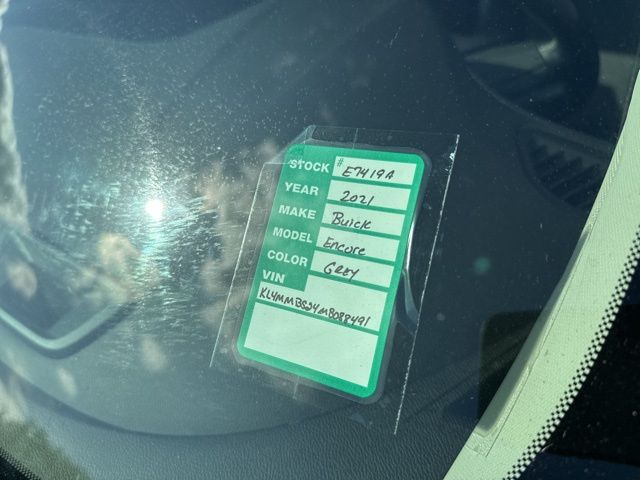 STOCK # E7419A
YEAR 2021
MAKE Buick
MODEL Encore
COLOR Grey
VIN
KL4MMBS24MB088491